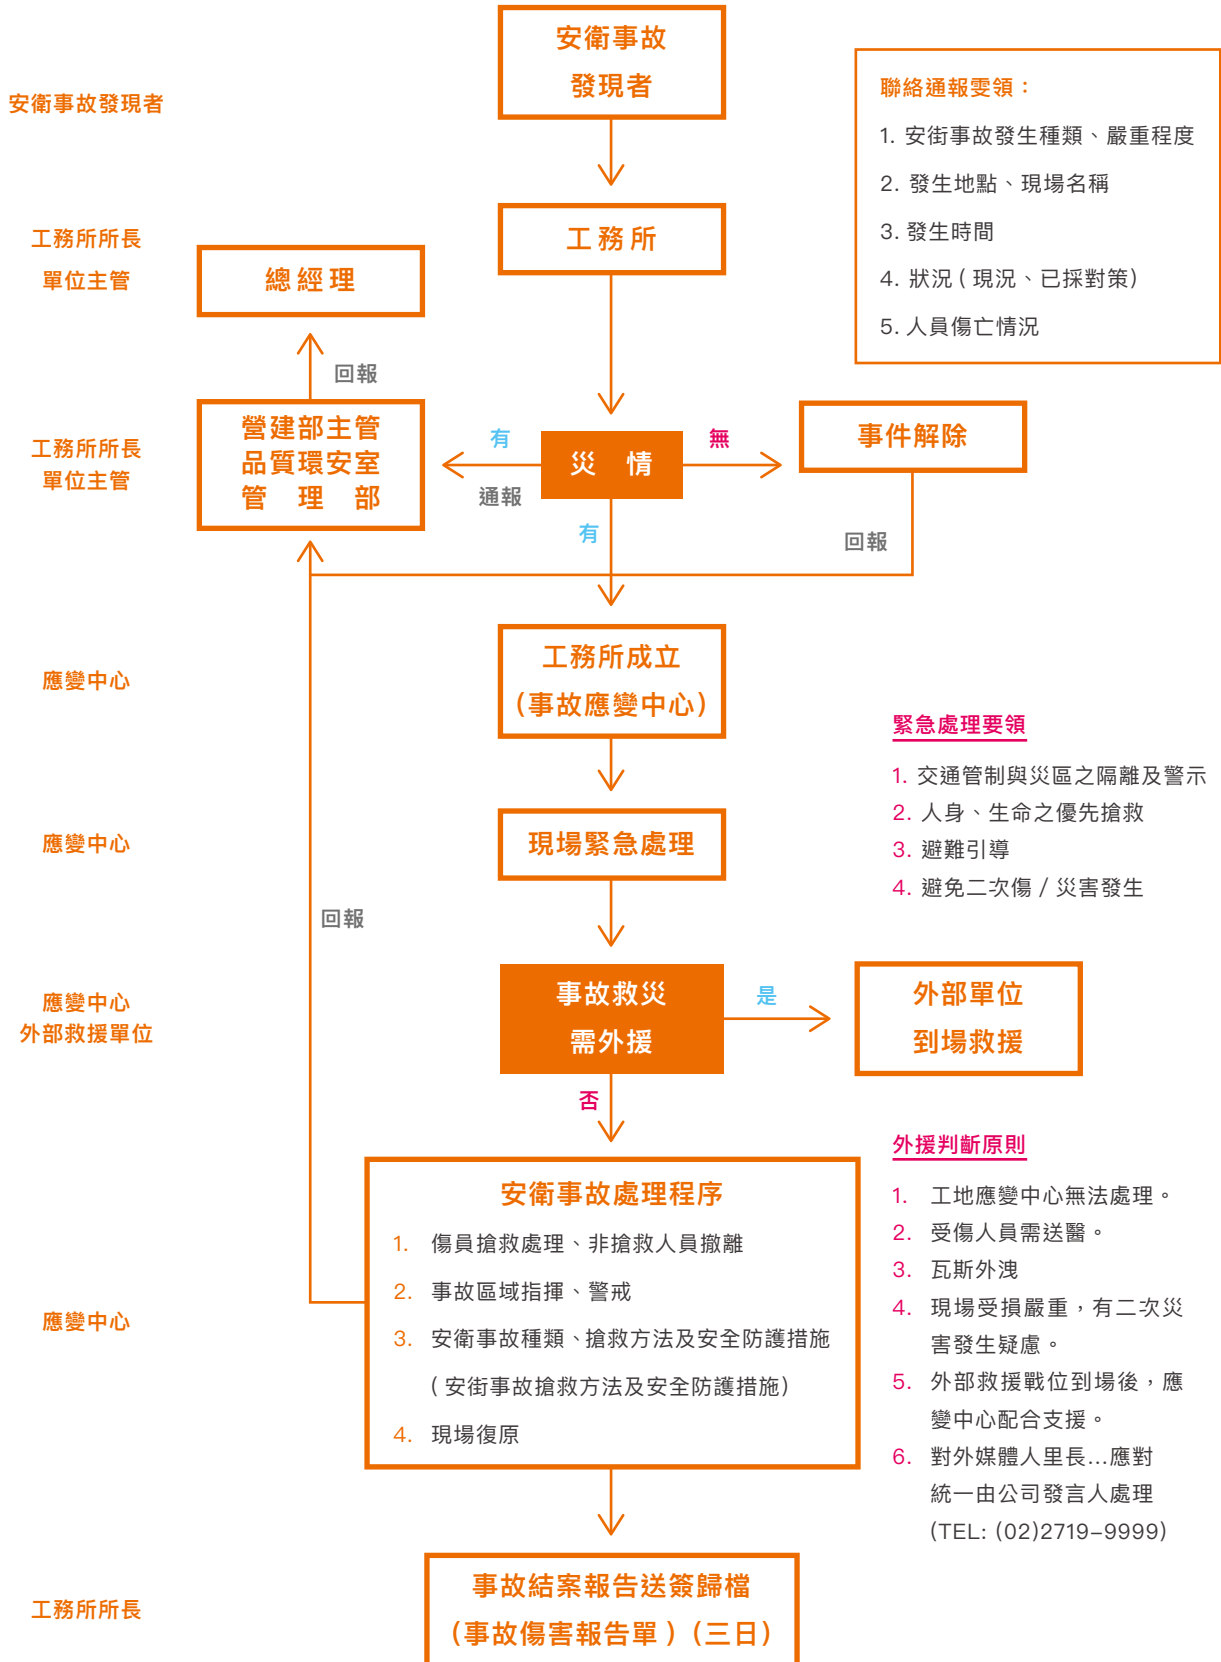 安衛事故
發現者
安衛事故發現者
聯絡通報雯領：
1. 安街事故發生種類、嚴重程度
2. 發生地點、現場名稱
3. 發生時間
4. 狀況 ( 現況、已採對策)
5. 人員傷亡情況
工務所所長
單位主管
工務所
總經理
回報
工務所所長
單位主管
營建部主管
品質環安室
管 理 部
有
通報
災 情
無
事件解除
有
回報
應變中心
工務所成立
(事故應變中心)
緊急處理要領
1. 交通管制與災區之隔離及警示
2. 人身、生命之優先搶救
3. 避難引導
4. 避免二次傷 / 災害發生
應變中心
現場緊急處理
回報
應變中心
外部救援單位
事故救災
需外援
是
外部單位
到場救援
否
外援判斷原則
1. 工地應變中心無法處理。
2. 受傷人員需送醫。
3. 瓦斯外洩
4. 現場受損嚴重，有二次災
害發生疑慮。
5. 外部救援戰位到場後，應
變中心配合支援。
6. 對外媒體人里長...應對
統一由公司發言人處理
(TEL: (02)2719–9999)
應變中心
安衛事故處理程序
1. 傷員搶救處理、非搶救人員撤離
2. 事故區域指揮、警戒
3. 安衛事故種類、搶救方法及安全防護措施
( 安街事故搶救方法及安全防護措施)
4. 現場復原
工務所所長
事故結案報告送簽歸檔
(事故傷害報告單 ) (三日)